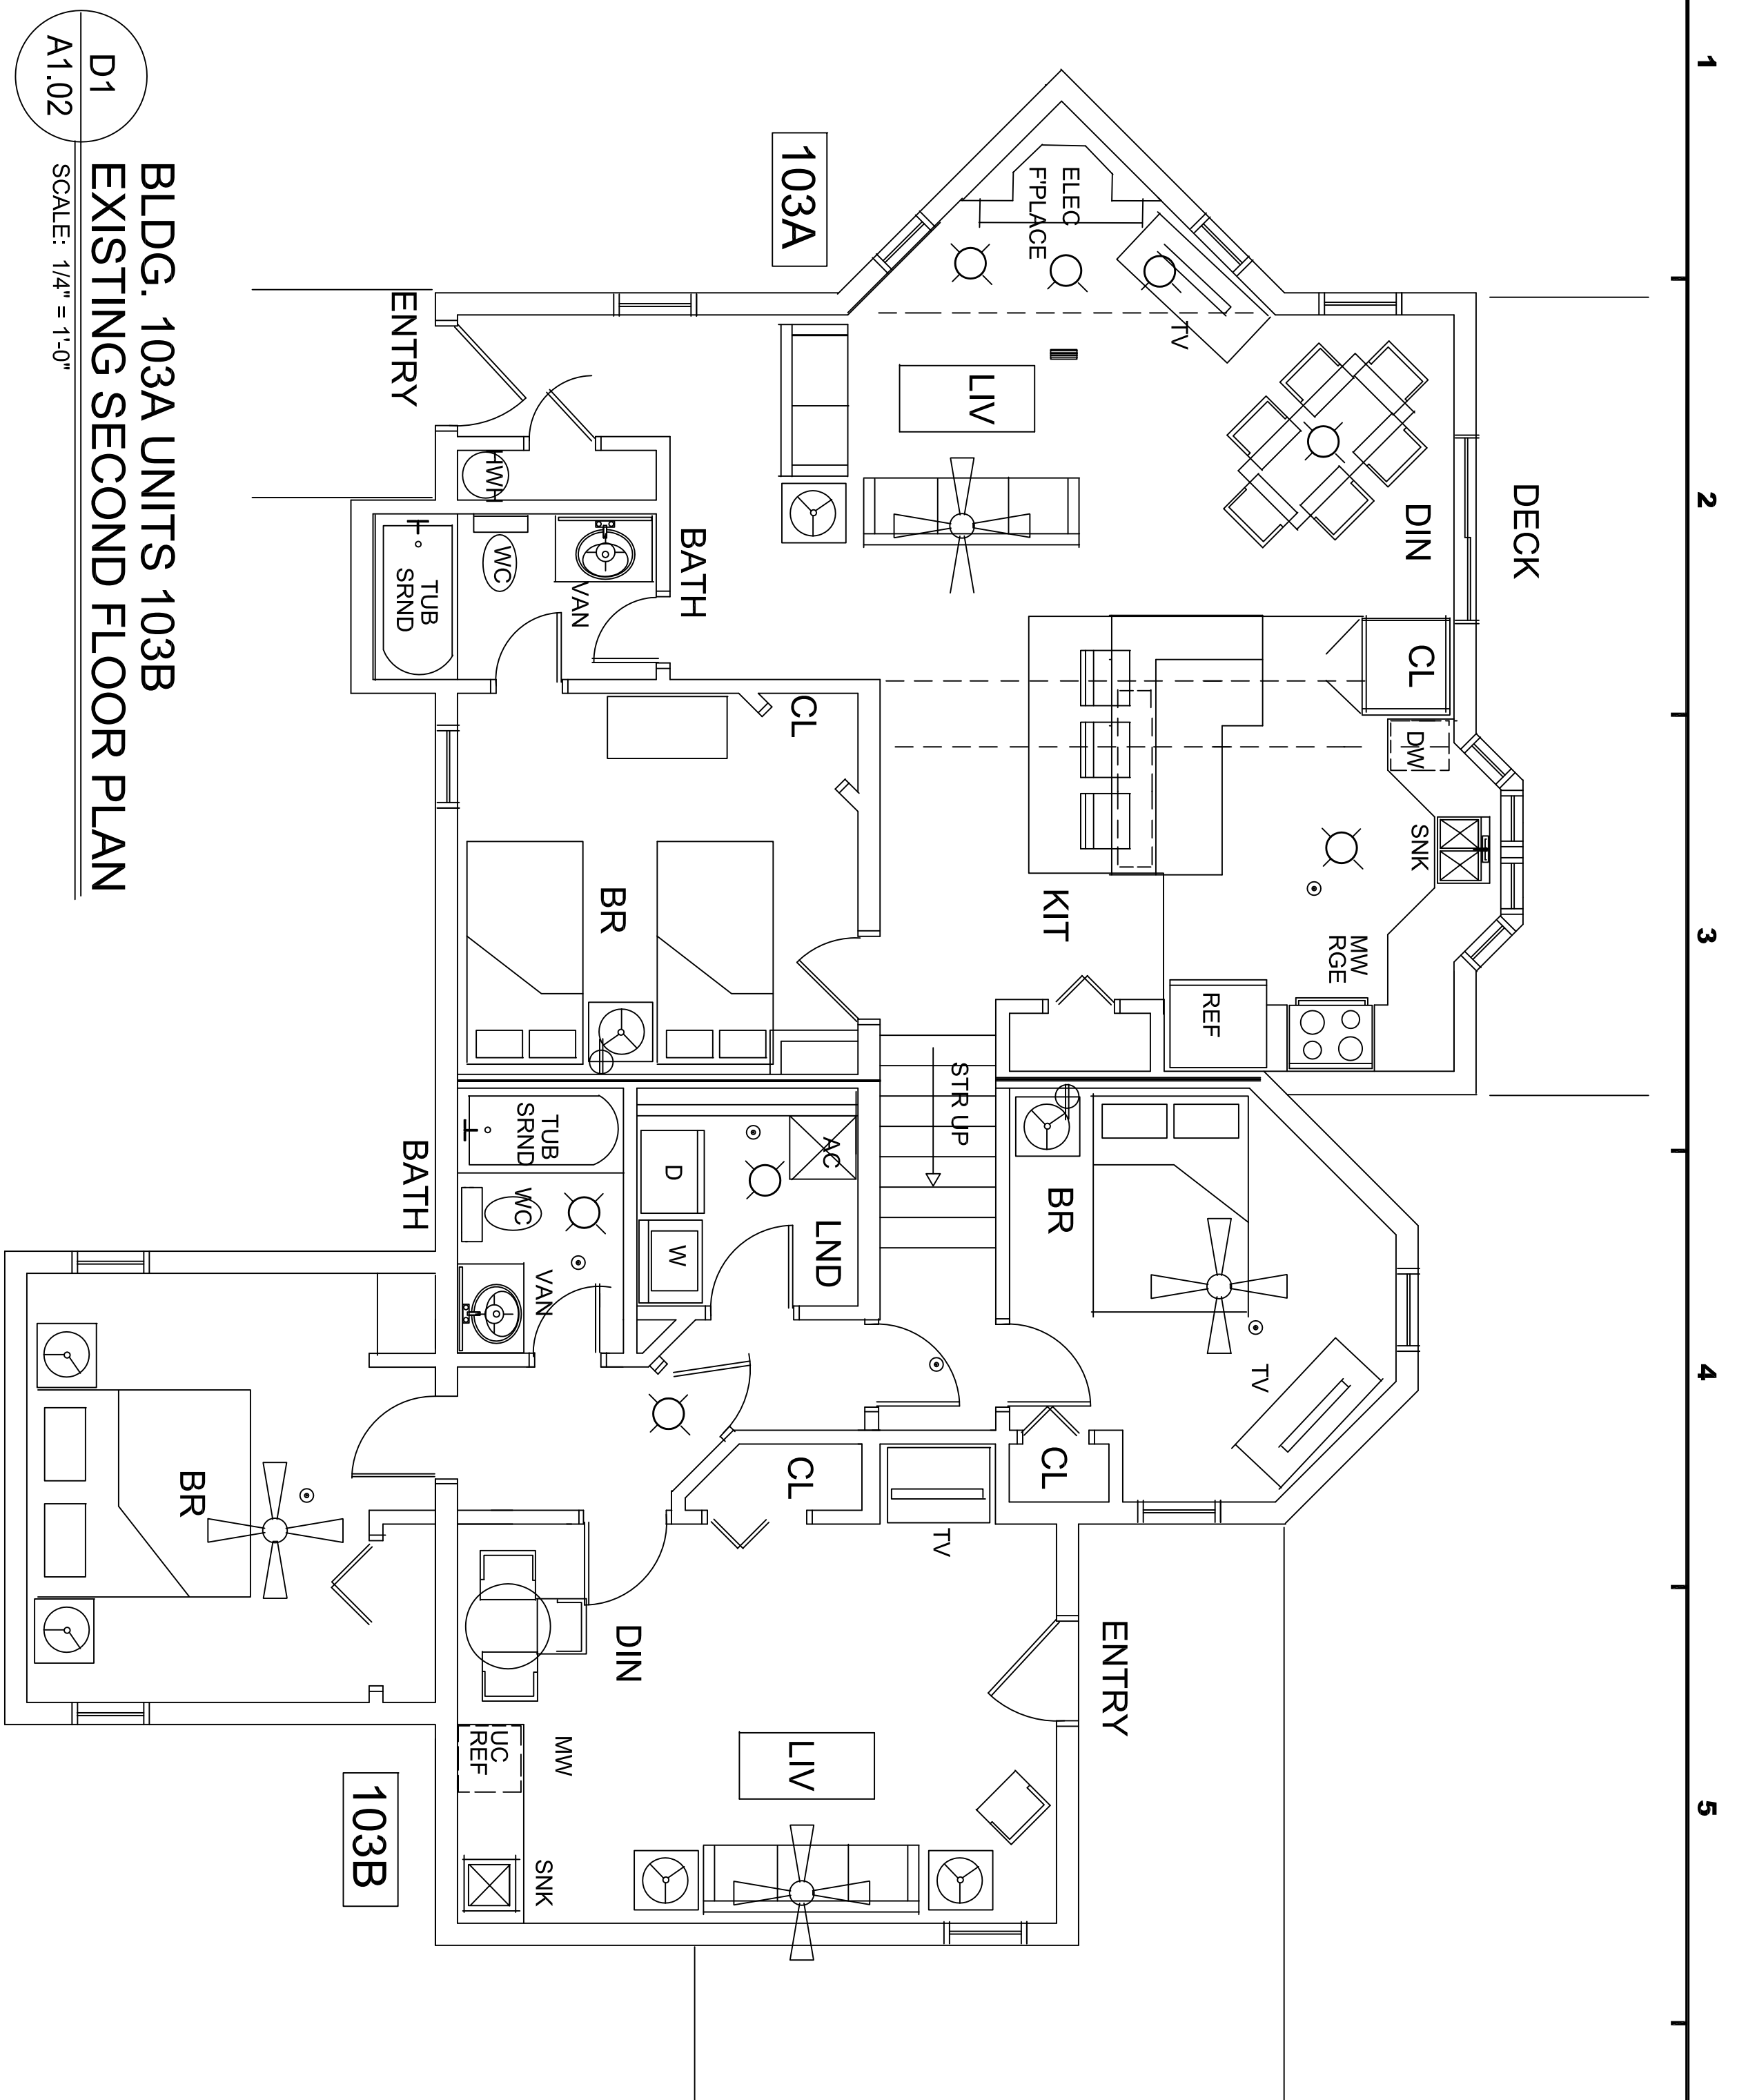 1
2
3
4
5
DECK
DIN
CL
DW
SNK
MW
RGE
REF
KIT
TV
ELEC
F'PLACE
LIV
103A
ENTRY
HWH
BATH
VAN
WC
TUB
SRND
CL
BR
STR UP
BR
TV
CL
ENTRY
AC
LND
D
W
TUB
SRND
WC
VAN
BATH
CL
TV
BR
DIN
LIV
MW
UC
REF
SNK
103B
D1
A1.02
BLDG. 103A UNITS 103B
EXISTING SECOND FLOOR PLAN
SCALE: 1/4" = 1'-0"